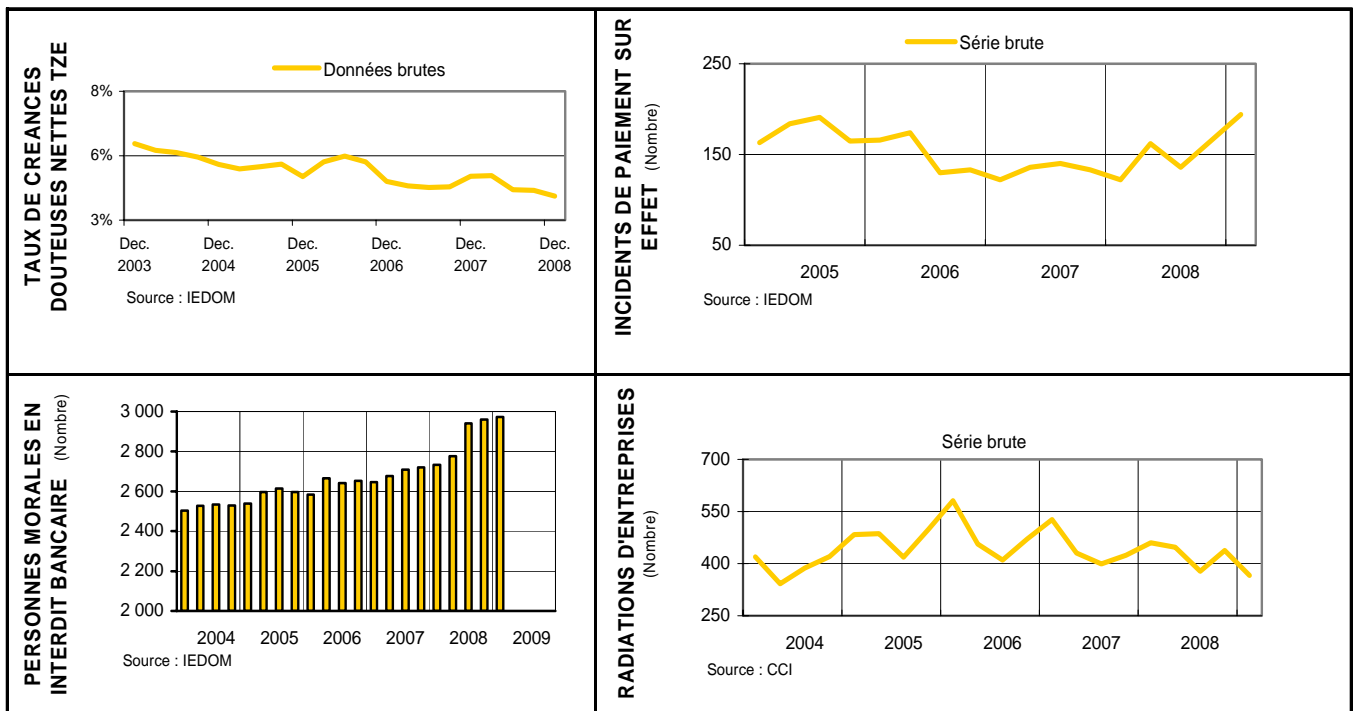 TAUX DE CREANCES
DOUTEUSES NETTES TZE
Données brutes
8%
6%
3%
Dec. Dec. Dec. Dec. Dec. Dec.
2003 2004 2005 2006 2007 2008
Source : IEDOM
INCIDENTS DE PAIEMENT SUR
EFFET (Nombre)
Série brute
250
150
50
2005 2006 2007 2008
Source : IEDOM
PERSONNES MORALES EN
INTERDIT BANCAIRE (Nombre)
3 000
2 800
2 600
2 400
2 200
2 000
2004 2005 2006 2007 2008 2009
Source : IEDOM
RADIATIONS D'ENTREPRISES
(Nombre)
Série brute
700
550
400
250
2004 2005 2006 2007 2008
Source : CCI